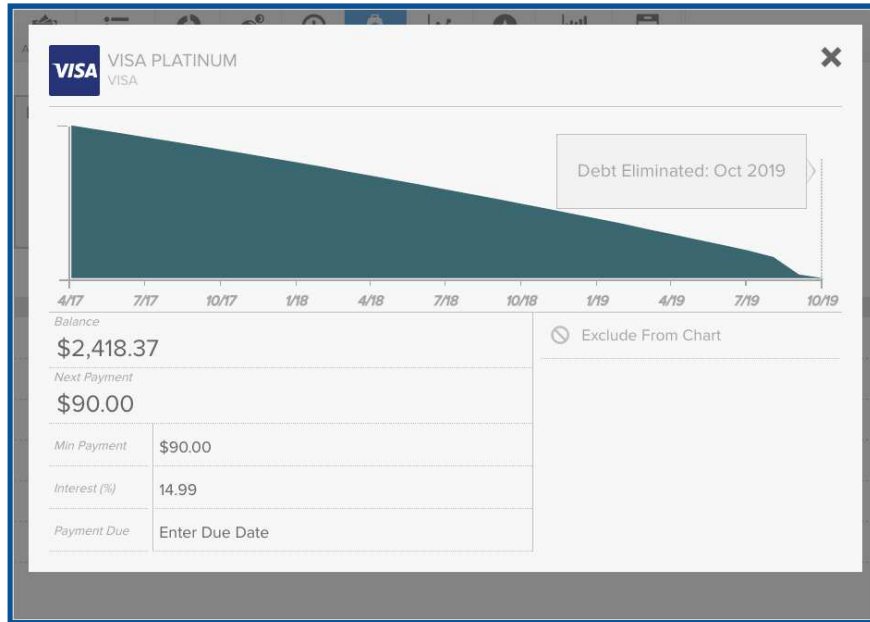 VISA
VISA PLATINUM
VISA
Debt Eliminated: Oct 2019
4/17 7/17 10/17 1/18 4/18 7/18 10/18 1/19 4/19 7/19 10/19
Balance
$2,418.37
Exclude From Chart
Next Payment
$90.00
Min Payment $90.00
Interest (%) 14.99
Payment Due Enter Due Date